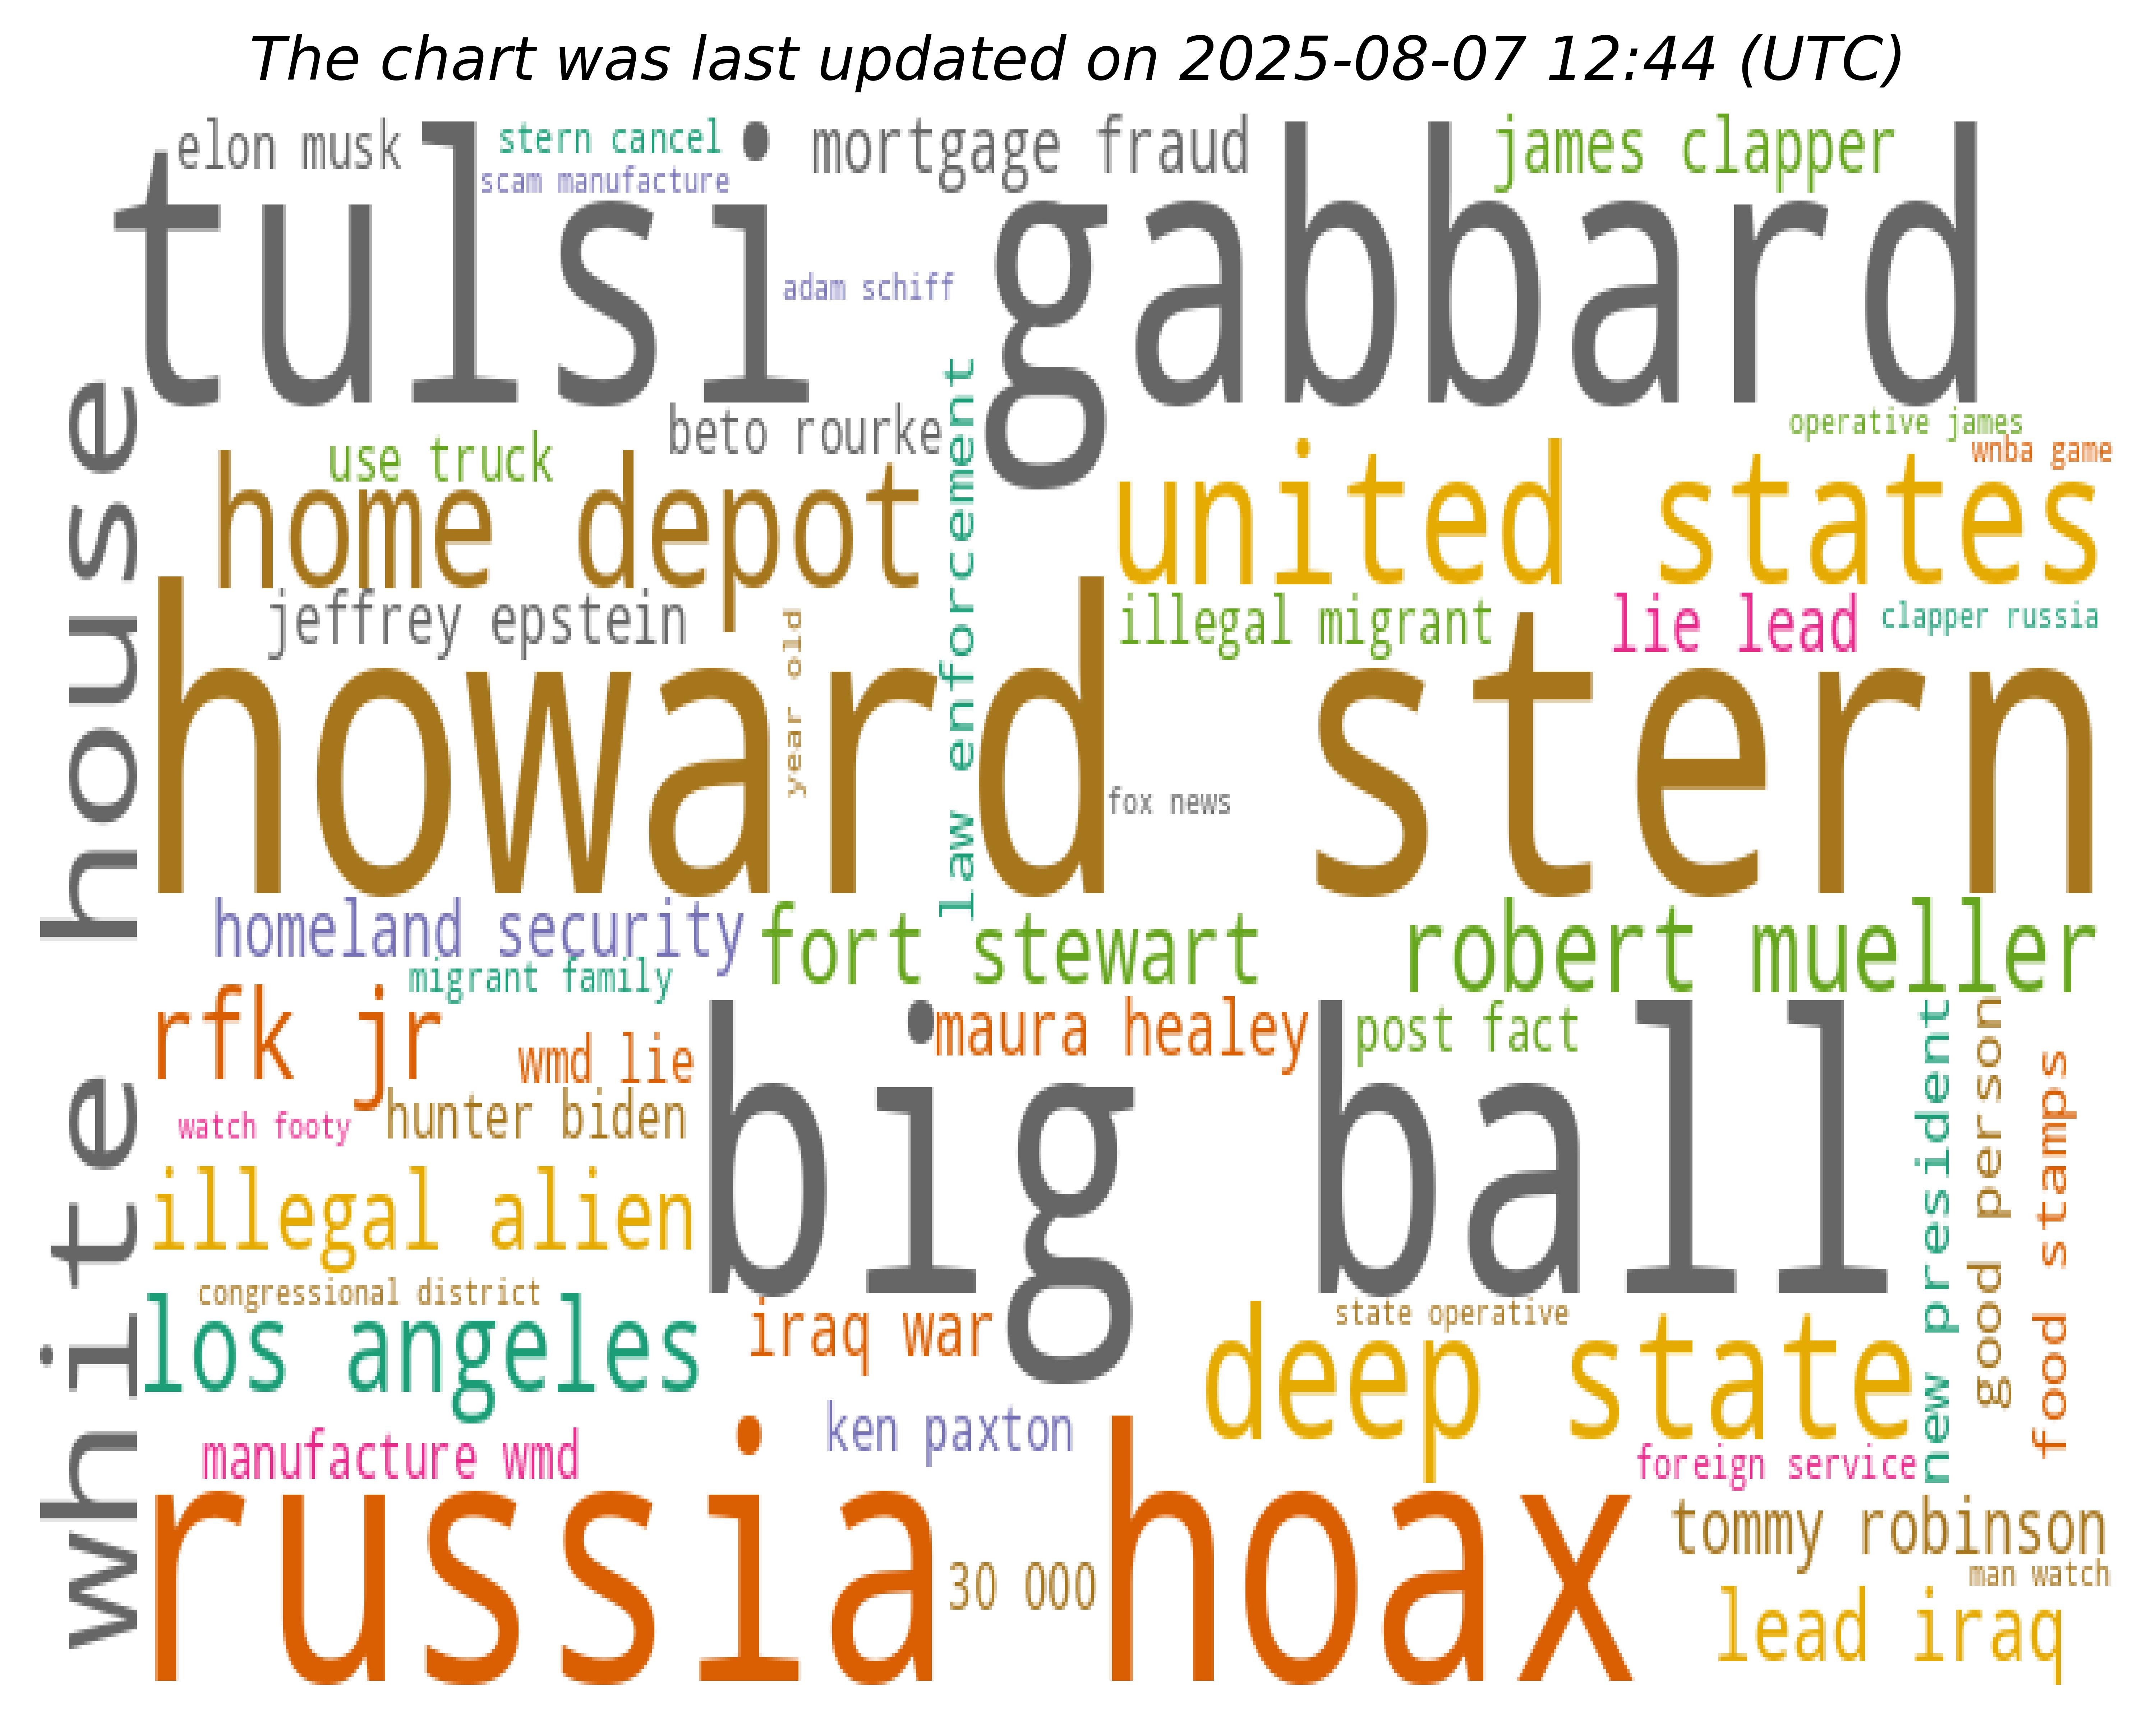 The chart was last updated on 2025-08-07 12:44 (UTC)
elon musk
stern cancel
mortgage fraud
james clapper
scam manufacture
tulsi gabbard
adam schiff
beto rourke
operative james
use truck
wnba game
home depot
united states
law enforcement
white house
jeffrey epstein
year old
illegal migrant
lie lead
clapper russia
howard stern
fox news
homeland security
fort stewart
robert mueller
migrant family
rfk jr
wmd lie
maura healey
post fact
watch footy
hunter biden
big ball
new president
good person
food stamps
illegal alien
congressional district
state operative
los angeles
iraq war
deep state
manufacture wmd
ken paxton
foreign service
russia hoax
30 000
tommy robinson
man watch
lead iraq